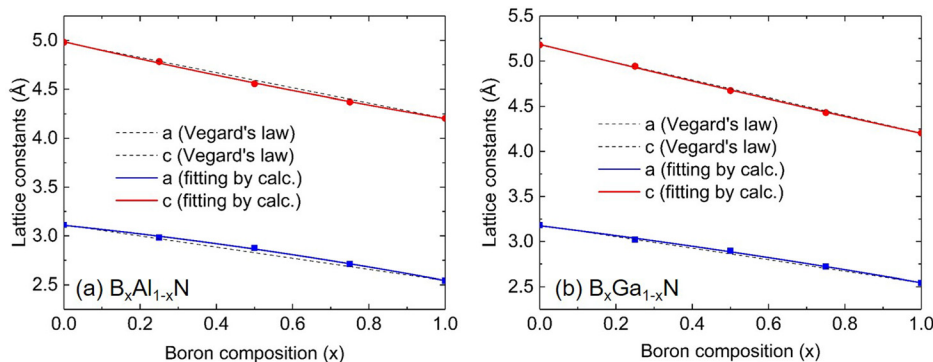 5.0
4.5
4.0
3.5
3.0
2.5
Lattice constants (Å)
a (Vegard's law)
c (Vegard's law)
a (fitting by calc.)
c (fitting by calc.)
(a) BₓAl₁₋ₓN
0.0 0.2 0.4 0.6 0.8 1.0
Boron composition (x)
5.5
5.0
4.5
4.0
3.5
3.0
2.5
Lattice constants (Å)
a (Vegard's law)
c (Vegard's law)
a (fitting by calc.)
c (fitting by calc.)
(b) BₓGa₁₋ₓN
0.0 0.2 0.4 0.6 0.8 1.0
Boron composition (x)